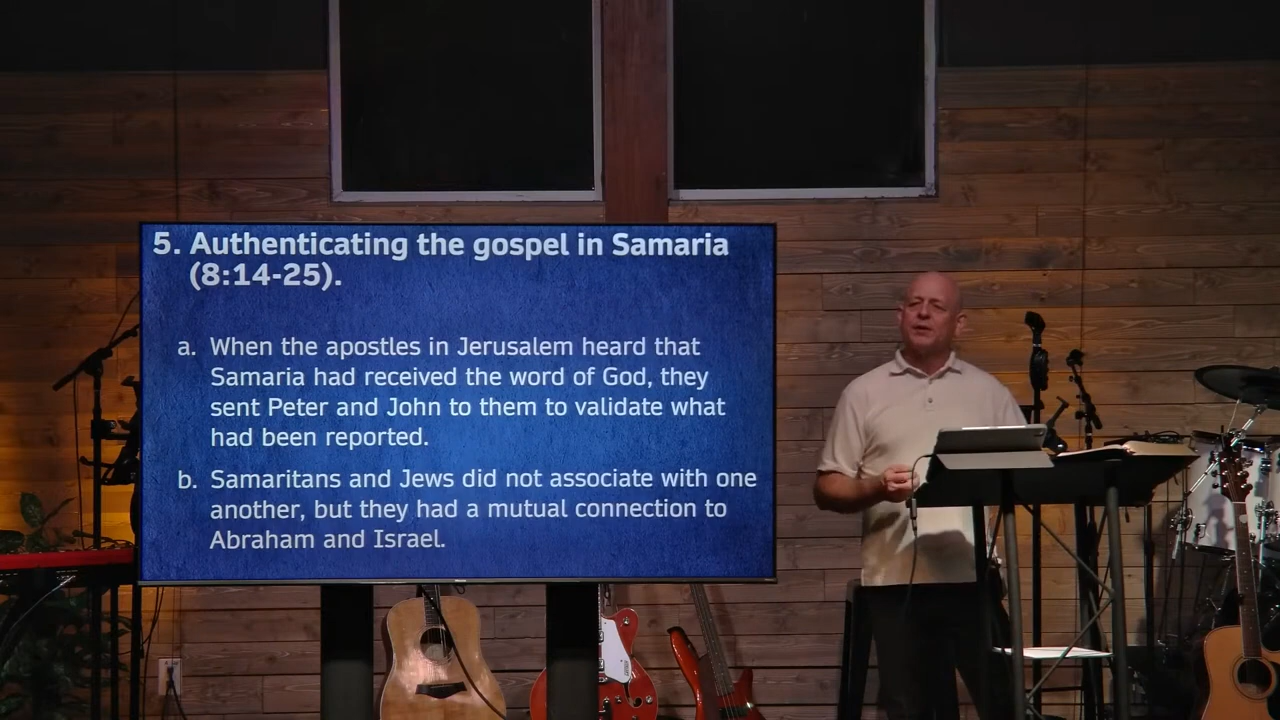 5. Authenticating the gospel in Samaria
(8:14-25).
a. When the apostles in Jerusalem heard that
Samaria had received the word of God, they
sent Peter and John to them to validate what
had been reported.
b. Samaritans and Jews did not associate with one
another, but they had a mutual connection to
Abraham and Israel.